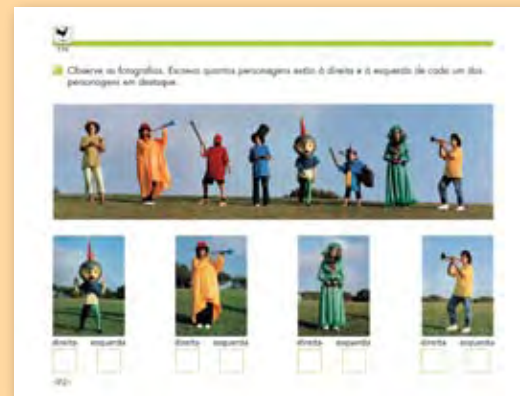 Observe as fotografias. Escreva quantos personagens estão à direita e à esquerda de cada um dos
personagens em destaque.
direita esquerda direita esquerda direita esquerda direita esquerda